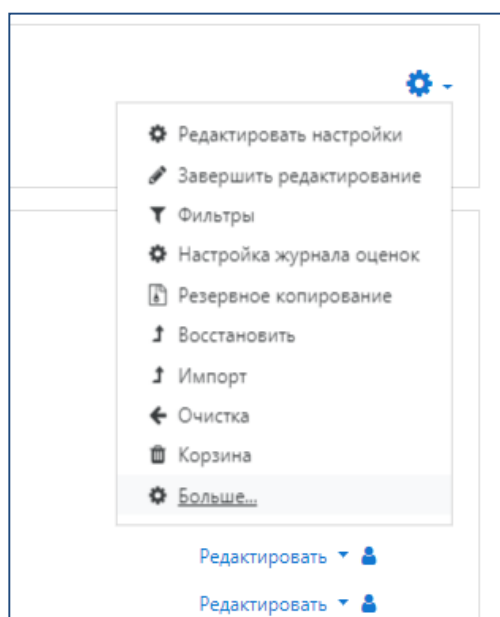 Редактировать настройки
Завершить редактирование
Фильтры
Настройка журнала оценок
Резервное копирование
Восстановить
Импорт
Очистка
Корзина
Больше...
Редактировать
Редактировать